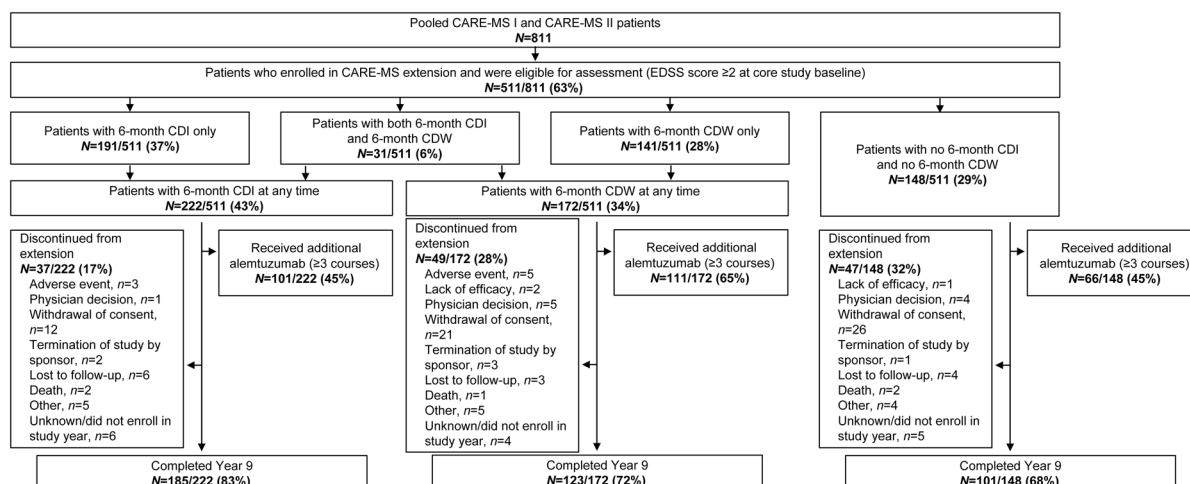 Pooled CARE-MS I and CARE-MS II patients
N=811
Patients who enrolled in CARE-MS extension and were eligible for assessment (EDSS score ≥2 at core study baseline)
N=511/811 (63%)
Patients with 6-month CDI only
N=191/511 (37%)
Patients with both 6-month CDI
and 6-month CDW
N=31/511 (6%)
Patients with 6-month CDW only
N=141/511 (28%)
Patients with no 6-month CDI
and no 6-month CDW
N=148/511 (29%)
Patients with 6-month CDI at any time
N=222/511 (43%)
Patients with 6-month CDW at any time
N=172/511 (34%)
Discontinued from
extension
N=37/222 (17%)
Adverse event, n=3
Physician decision, n=1
Withdrawal of consent,
n=12
Termination of study by
sponsor, n=2
Lost to follow-up, n=6
Death, n=2
Other, n=5
Unknown/did not enroll in
study year, n=6
Received additional
alemtuzumab (≥3 courses)
N=101/222 (45%)
Discontinued from
extension
N=49/172 (28%)
Adverse event, n=5
Lack of efficacy, n=2
Physician decision, n=5
Withdrawal of consent,
n=21
Termination of study by
sponsor, n=3
Lost to follow-up, n=3
Death, n=1
Other, n=5
Unknown/did not enroll in
study year, n=4
Received additional
alemtuzumab (≥3 courses)
N=111/172 (65%)
Discontinued from
extension
N=47/148 (32%)
Lack of efficacy, n=1
Physician decision, n=4
Withdrawal of consent,
n=26
Termination of study by
sponsor, n=1
Lost to follow-up, n=4
Death, n=2
Other, n=4
Unknown/did not enroll in
study year, n=5
Received additional
alemtuzumab (≥3 courses)
N=66/148 (45%)
Completed Year 9
N=185/222 (83%)
Completed Year 9
N=123/172 (72%)
Completed Year 9
N=101/148 (68%)